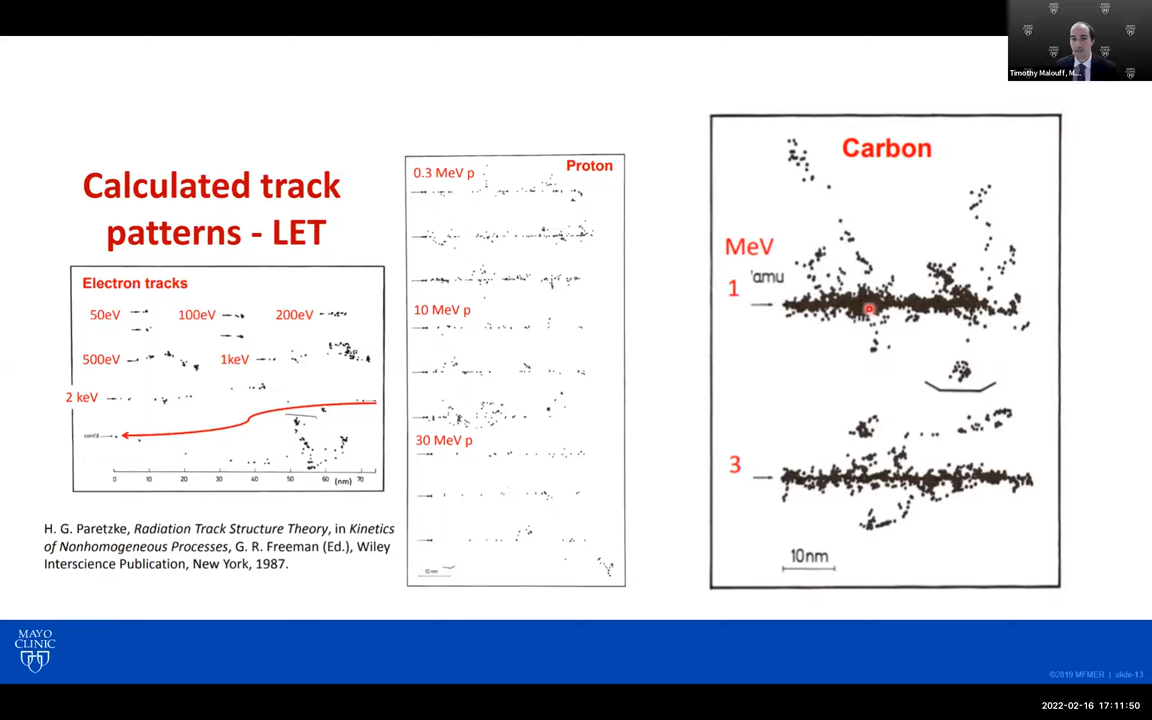 Timothy Malouff, M...
Calculated track
patterns - LET
Electron tracks
50eV
100eV
200eV
500eV
1keV
2 keV
cont'd.
0
10
20
30
40
50
60
70
(nm)
H. G. Paretzke, Radiation Track Structure Theory, in Kinetics
of Nonhomogeneous Processes, G. R. Freeman (Ed.), Wiley
Interscience Publication, New York, 1987.
Proton
0.3 MeV p
10 MeV p
30 MeV p
10 nm
Carbon
MeV
'amu
1
3
10nm
MAYO
CLINIC
©2019 MFMER | slide-13
2022-02-16 17:11:50